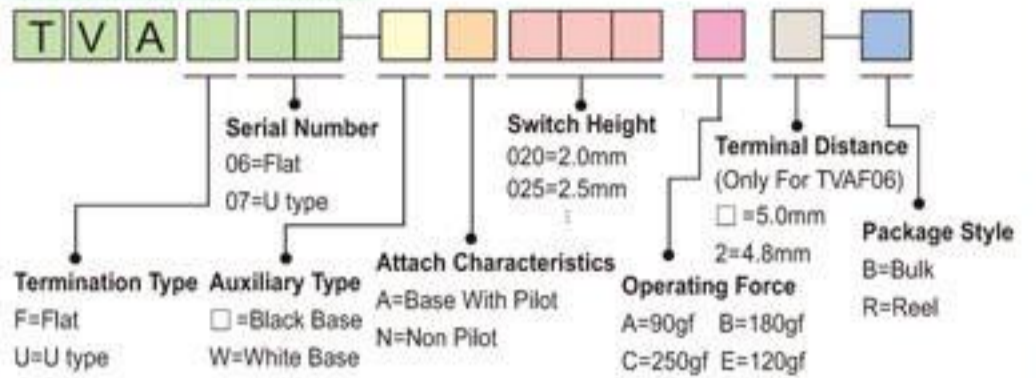 TVA
Serial Number
06=Flat
07=U type
Switch Height
020=2.0mm
025=2.5mm
⋮
Terminal Distance
(Only For TVAF06)
□ =5.0mm
2=4.8mm
Package Style
B=Bulk
R=Reel
Termination Type
F=Flat
U=U type
Auxiliary Type
□ =Black Base
W=White Base
Attach Characteristics
A=Base With Pilot
N=Non Pilot
Operating Force
A=90gf B=180gf
C=250gf E=120gf